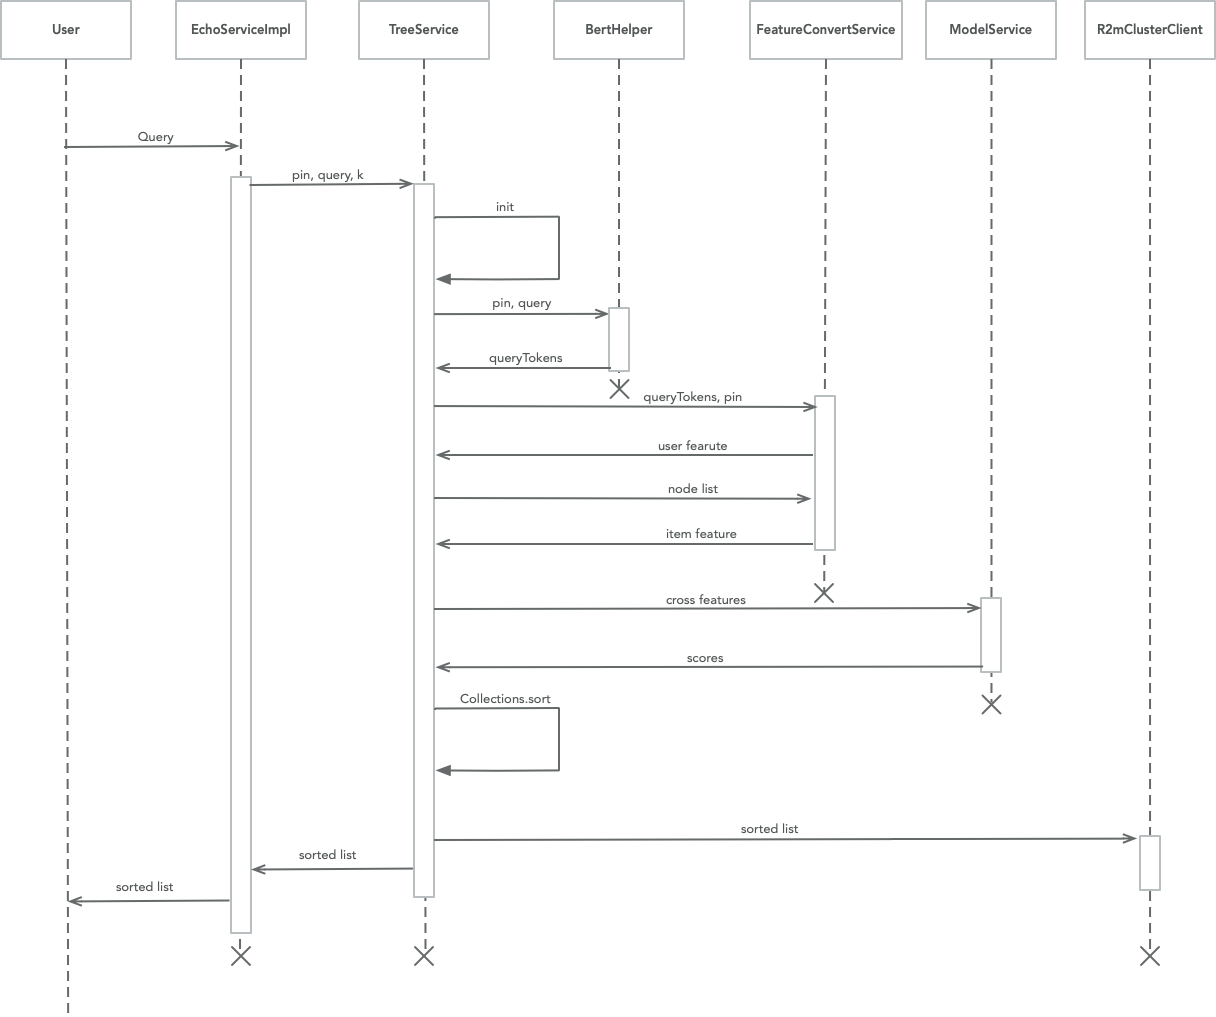 User
EchoServiceImpl
TreeService
BertHelper
FeatureConvertService
ModelService
R2mClusterClient
Query
pin, query, k
init
pin, query
queryTokens
queryTokens, pin
user fearute
node list
item feature
cross features
scores
Collections.sort
sorted list
sorted list
sorted list